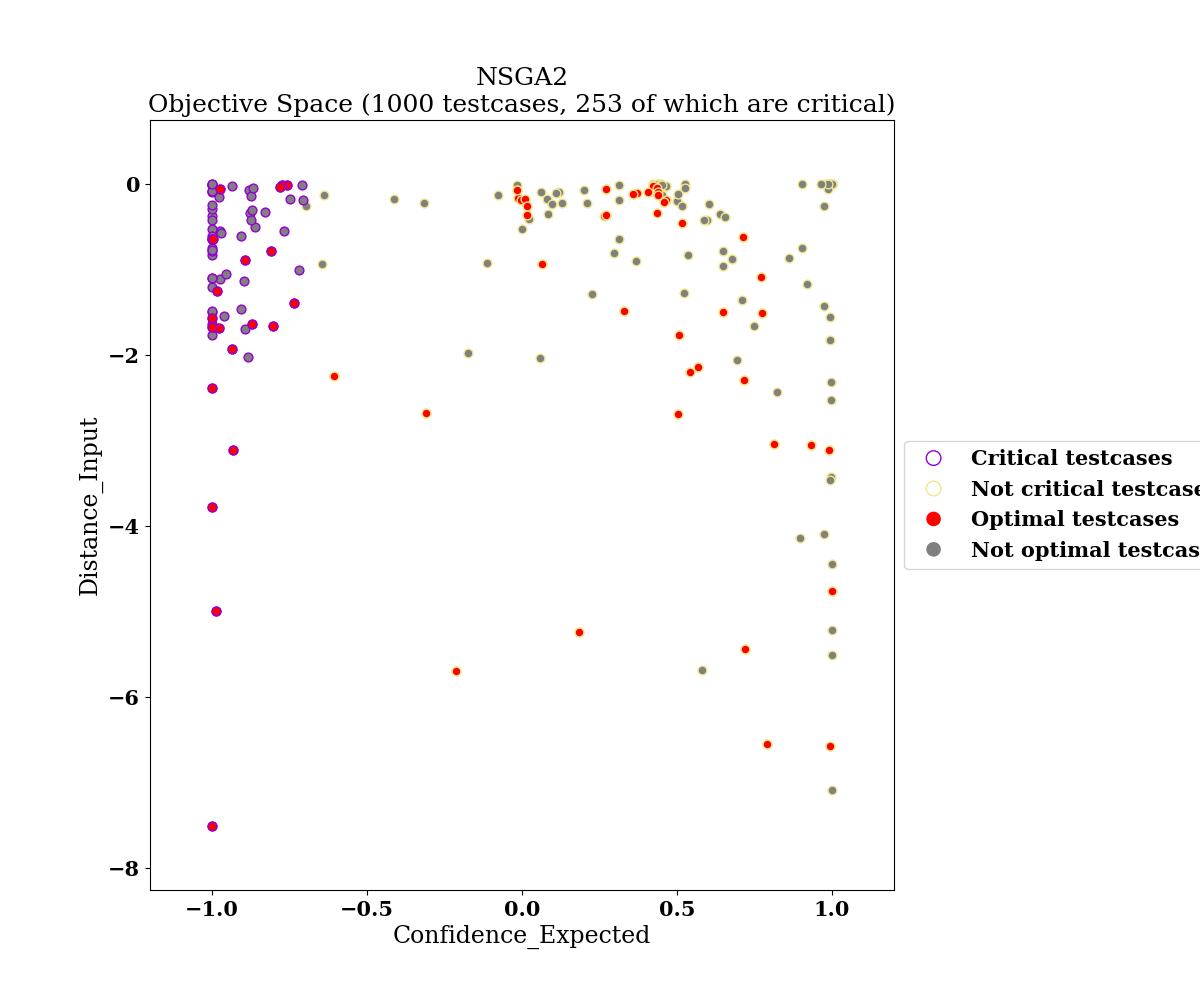 NSGA2
Objective Space (1000 testcases, 253 of which are critical)
0
−2
−4
−6
−8
Distance_Input
−1.0
−0.5
0.0
0.5
1.0
Confidence_Expected
Critical testcases
Not critical testcase
Optimal testcases
Not optimal testcas